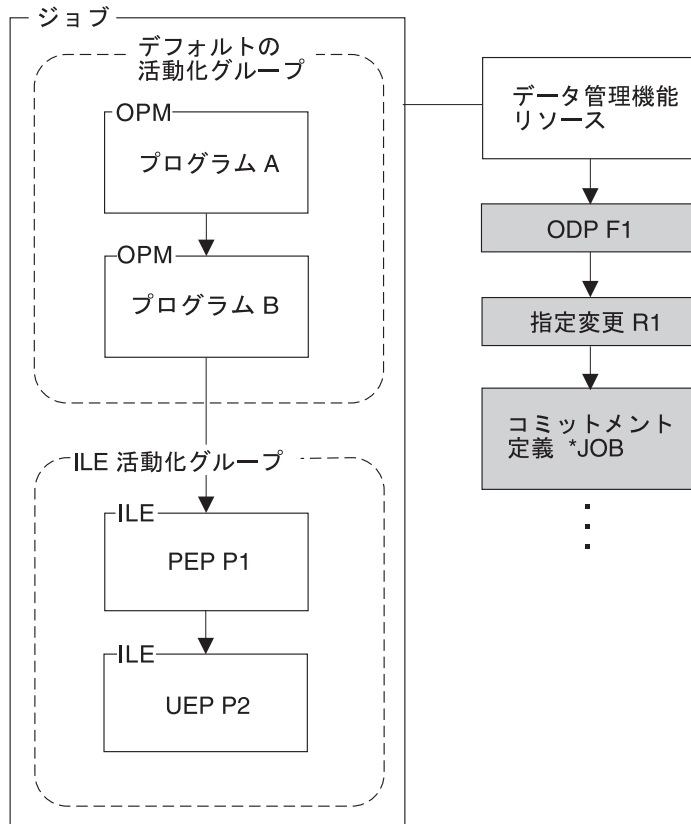 ジョブ
デフォルトの
活動化グループ
OPM
プログラム A
OPM
プログラム B
ILE 活動化グループ
ILE
PEP P1
ILE
UEP P2
データ管理機能
リソース
ODP F1
指定変更 R1
コミットメント
定義 *JOB